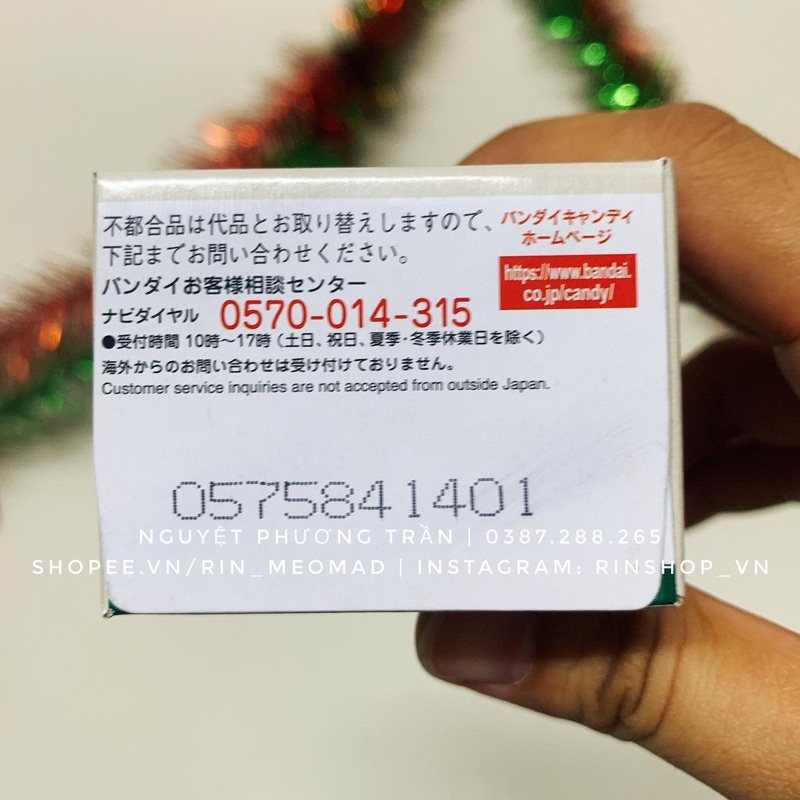 不都合品は代品とお取り替えしますので、
下記までお問い合わせください。
バンダイキャンディ
ホームページ
https://www.bandai.
co.jp/candy/
バンダイお客様相談センター
ナビダイヤル 0570-014-315
●受付時間 10時〜17時（土日、祝日、夏季・冬季休業日を除く）
海外からのお問い合わせは受け付けておりません。
Customer service inquiries are not accepted from outside Japan.
0575841401
NGUYỆT PHƯƠNG TRẦN | 0387.288.265
SHOPEE.VN/RIN_MEOMAD | INSTAGRAM: RINSHOP_VN